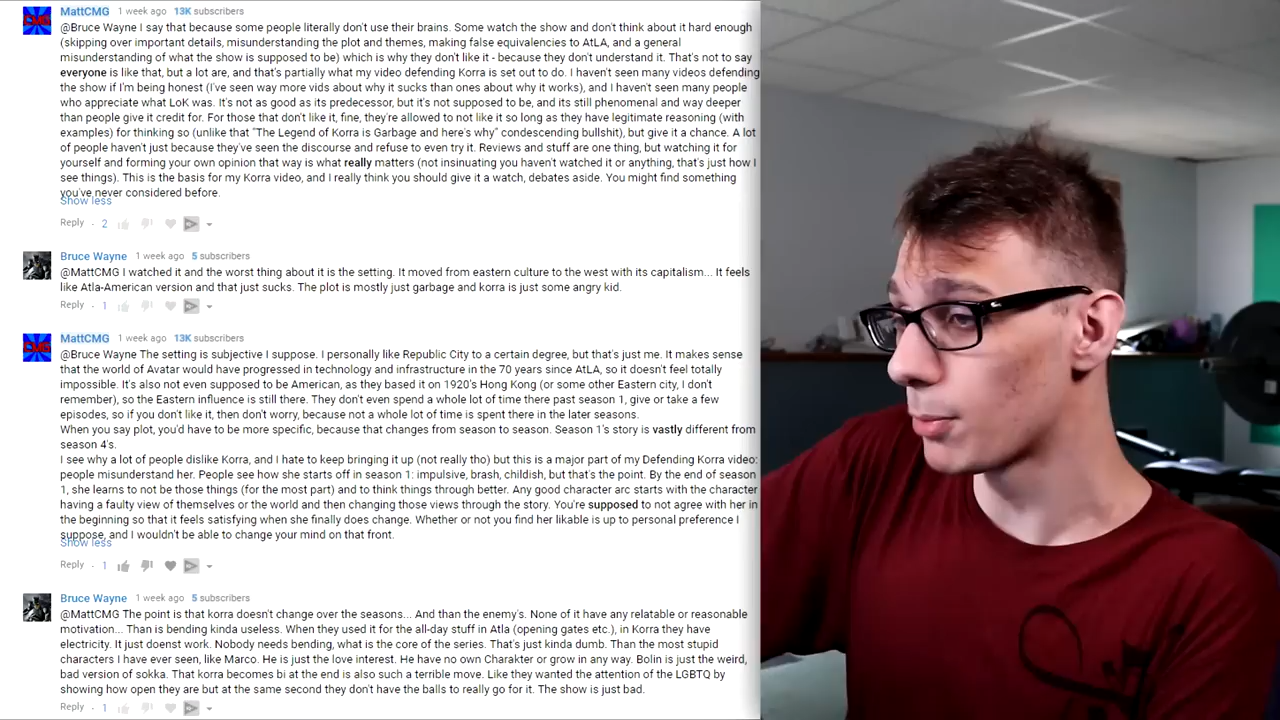 MattCMG 1 week ago 13K subscribers
@Bruce Wayne I say that because some people literally don't use their brains. Some watch the show and don't think about it hard enough
(skipping over important details, misunderstanding the plot and themes, making false equivalencies to AtLA, and a general
misunderstanding of what the show is supposed to be) which is why they don't like it - because they don't understand it. That's not to say
everyone is like that, but a lot are, and that's partially what my video defending Korra is set out to do. I haven't seen many videos defending
the show if I'm being honest (I've seen way more vids about why it sucks than ones about why it works), and I haven't seen many people
who appreciate what LoK was. It's not as good as its predecessor, but it's not supposed to be, and its still phenomenal and way deeper
than people give it credit for. For those that don't like it, fine, they're allowed to not like it so long as they have legitimate reasoning (with
examples) for thinking so (unlike that "The Legend of Korra is Garbage and here's why" condescending bullshit), but give it a chance. A lot
of people haven't just because they've seen the discourse and refuse to even try it. Reviews and stuff are one thing, but watching it for
yourself and forming your own opinion that way is what really matters (not insinuating you haven't watched it or anything, that's just how I
see things). This is the basis for my Korra video, and I really think you should give it a watch, debates aside. You might find something
you've never considered before.
Show less
Reply · 2
Bruce Wayne 1 week ago 5 subscribers
@MattCMG I watched it and the worst thing about it is the setting. It moved from eastern culture to the west with its capitalism... It feels
like Atla-American version and that just sucks. The plot is mostly just garbage and korra is just some angry kid.
Reply · 1
MattCMG 1 week ago 13K subscribers
@Bruce Wayne The setting is subjective I suppose. I personally like Republic City to a certain degree, but that's just me. It makes sense
that the world of Avatar would have progressed in technology and infrastructure in the 70 years since AtLA, so it doesn't feel totally
impossible. It's also not even supposed to be American, as they based it on 1920's Hong Kong (or some other Eastern city, I don't
remember), so the Eastern influence is still there. They don't even spend a whole lot of time there past season 1, give or take a few
episodes, so if you don't like it, then don't worry, because not a whole lot of time is spent there in the later seasons.
When you say plot, you'd have to be more specific, because that changes from season to season. Season 1's story is vastly different from
season 4's.
I see why a lot of people dislike Korra, and I hate to keep bringing it up (not really tho) but this is a major part of my Defending Korra video:
people misunderstand her. People see how she starts off in season 1: impulsive, brash, childish, but that's the point. By the end of season
1, she learns to not be those things (for the most part) and to think things through better. Any good character arc starts with the character
having a faulty view of themselves or the world and then changing those views through the story. You're supposed to not agree with her in
the beginning so that it feels satisfying when she finally does change. Whether or not you find her likable is up to personal preference I
suppose, and I wouldn't be able to change your mind on that front.
Show less
Reply · 1
Bruce Wayne 1 week ago 5 subscribers
@MattCMG The point is that korra doesn't change over the seasons... And than the enemy's. None of it have any relatable or reasonable
motivation... Than is bending kinda useless. When they used it for the all-day stuff in Atla (opening gates etc.), in Korra they have
electricity. It just doenst work. Nobody needs bending, what is the core of the series. That's just kinda dumb. Than the most stupid
characters I have ever seen, like Marco. He is just the love interest. He have no own Charakter or grow in any way. Bolin is just the weird,
bad version of sokka. That korra becomes bi at the end is also such a terrible move. Like they wanted the attention of the LGBTQ by
showing how open they are but at the same second they don't have the balls to really go for it. The show is just bad.
Reply · 1